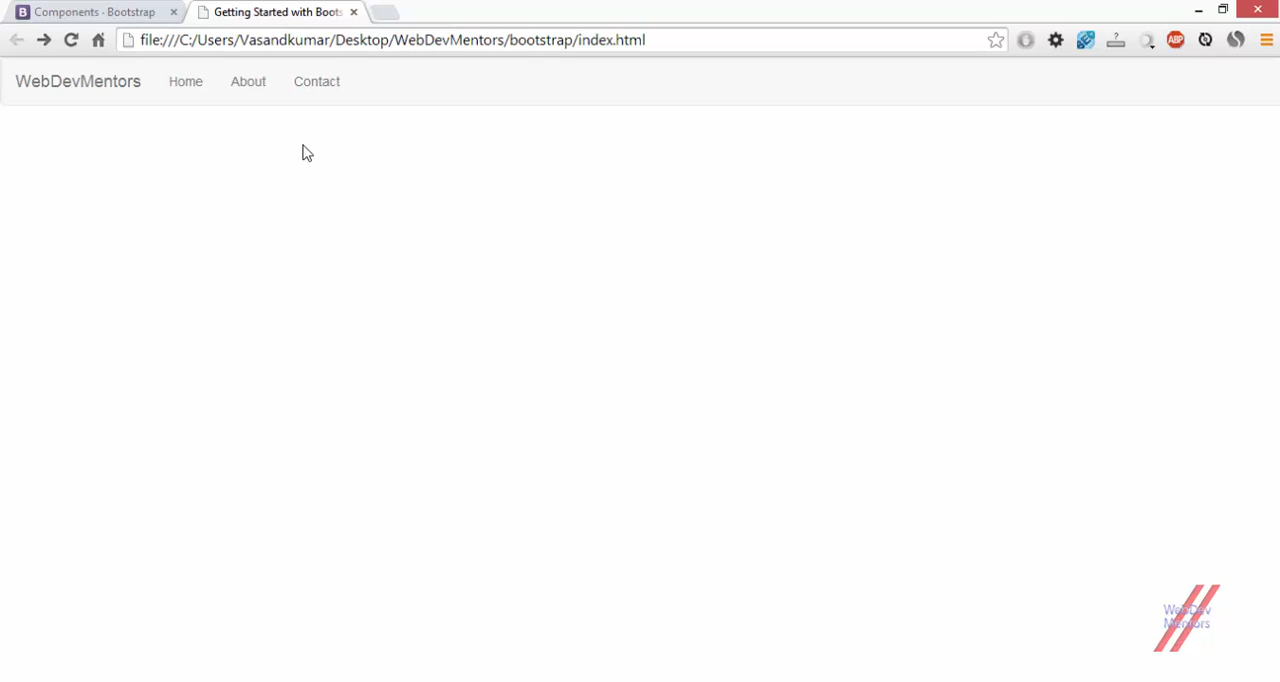 Components · Bootstrap
Getting Started with Boots
file:///C:/Users/Vasandkumar/Desktop/WebDevMentors/bootstrap/index.html
ABP
WebDevMentors Home About Contact
WebDev
Mentors